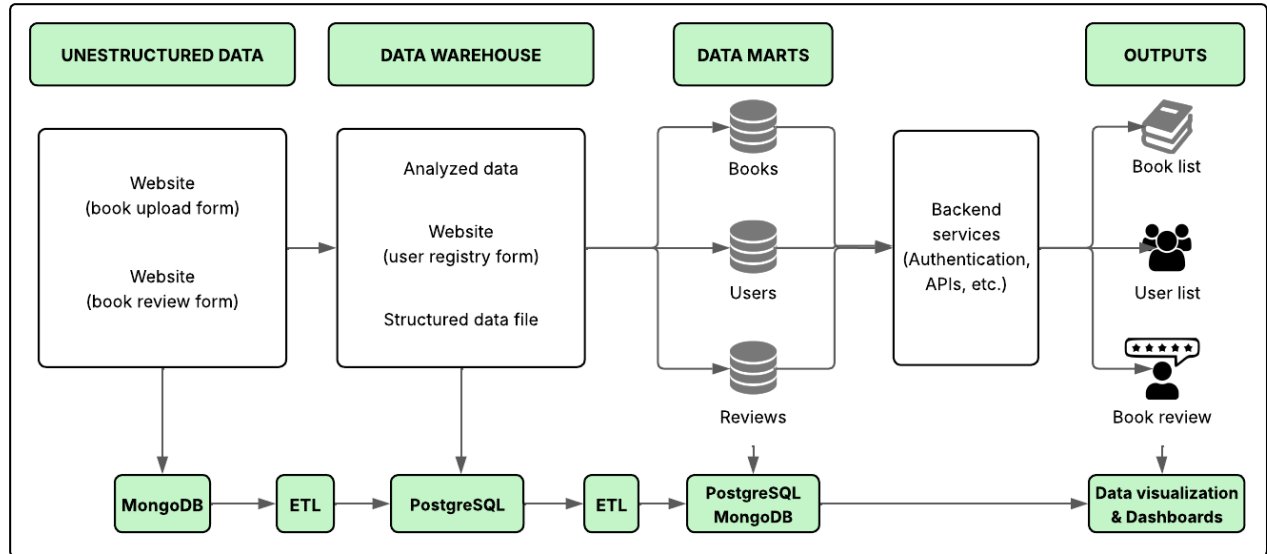 UNESTRUCTURED DATA
DATA WAREHOUSE
DATA MARTS
OUTPUTS
Website
(book upload form)
Website
(book review form)
Analyzed data
Website
(user registry form)
Structured data file
Books
Users
Reviews
Backend
services
(Authentication,
APIs, etc.)
Book list
User list
Book review
MongoDB
ETL
PostgreSQL
ETL
PostgreSQL
MongoDB
Data visualization
& Dashboards